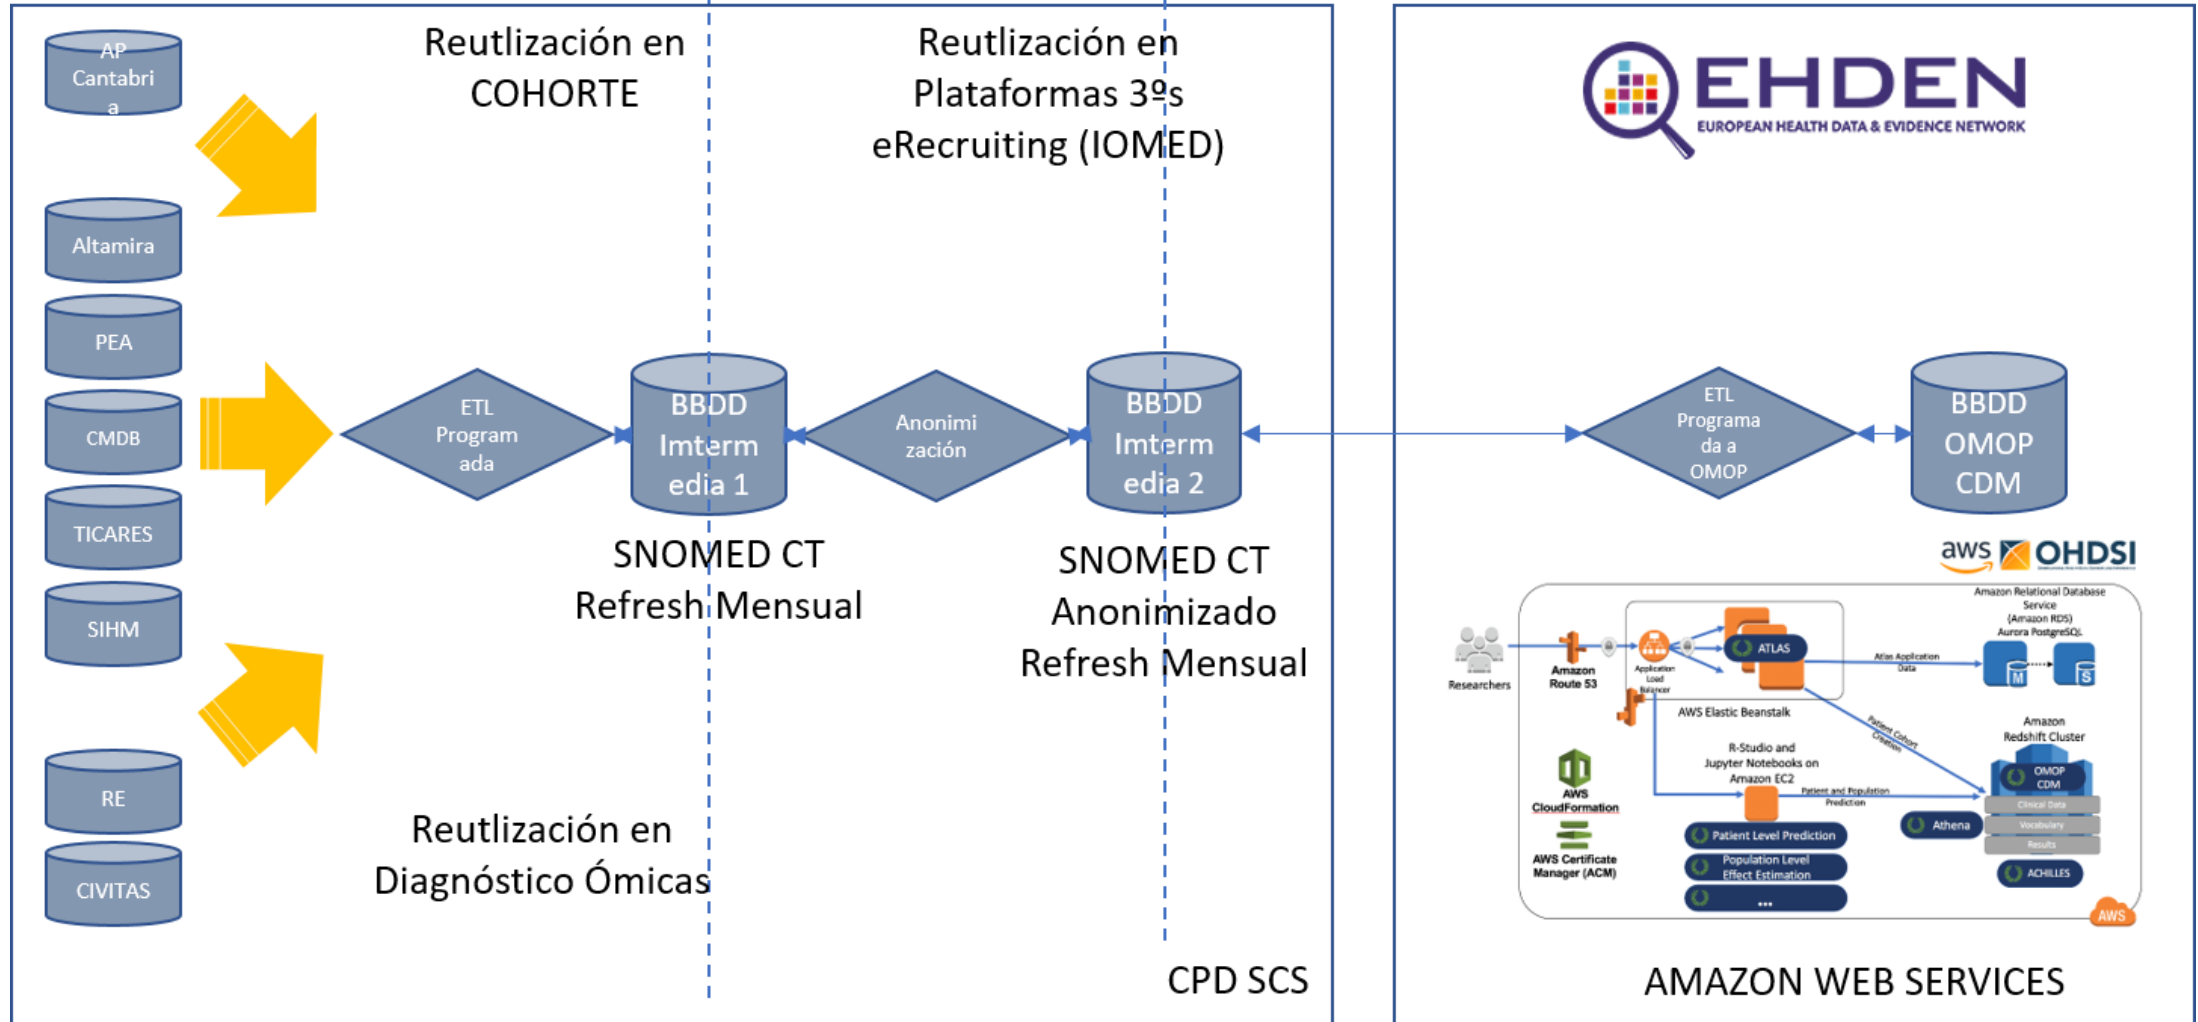 AP
Cantabri
a
Altamira
PEA
CMDB
TICARES
SIHM
RE
CIVITAS
Reutlización en
COHORTE
Reutlización en
Plataformas 3ºs
eRecruiting (IOMED)
ETL
Program
ada
BBDD
Imterm
edia 1
SNOMED CT
Refresh Mensual
Anonimi
zación
BBDD
Imterm
edia 2
SNOMED CT
Anonimizado
Refresh Mensual
Reutlización en
Diagnóstico Ómicas
CPD SCS
EHDEN
EUROPEAN HEALTH DATA & EVIDENCE NETWORK
ETL
Programa
da a
OMOP
BBDD
OMOP
CDM
aws
OHDSI
Researchers
Amazon
Route 53
Application
Load
Balancer
ATLAS
AWS Elastic Beanstalk
Atlas Application
Data
Amazon Relational Database
Service
(Amazon RDS)
Aurora PostgreSQL
M
S
Patient Cohort
Creation
Amazon
Redshift Cluster
OMOP
CDM
Clinical Data
Vocabulary
Results
Athena
ACHILLES
AWS
CloudFormation
AWS Certificate
Manager (ACM)
R-Studio and
Jupyter Notebooks on
Amazon EC2
Patient and Population
Prediction
Patient Level Prediction
Population Level
Effect Estimation
...
AWS
AMAZON WEB SERVICES